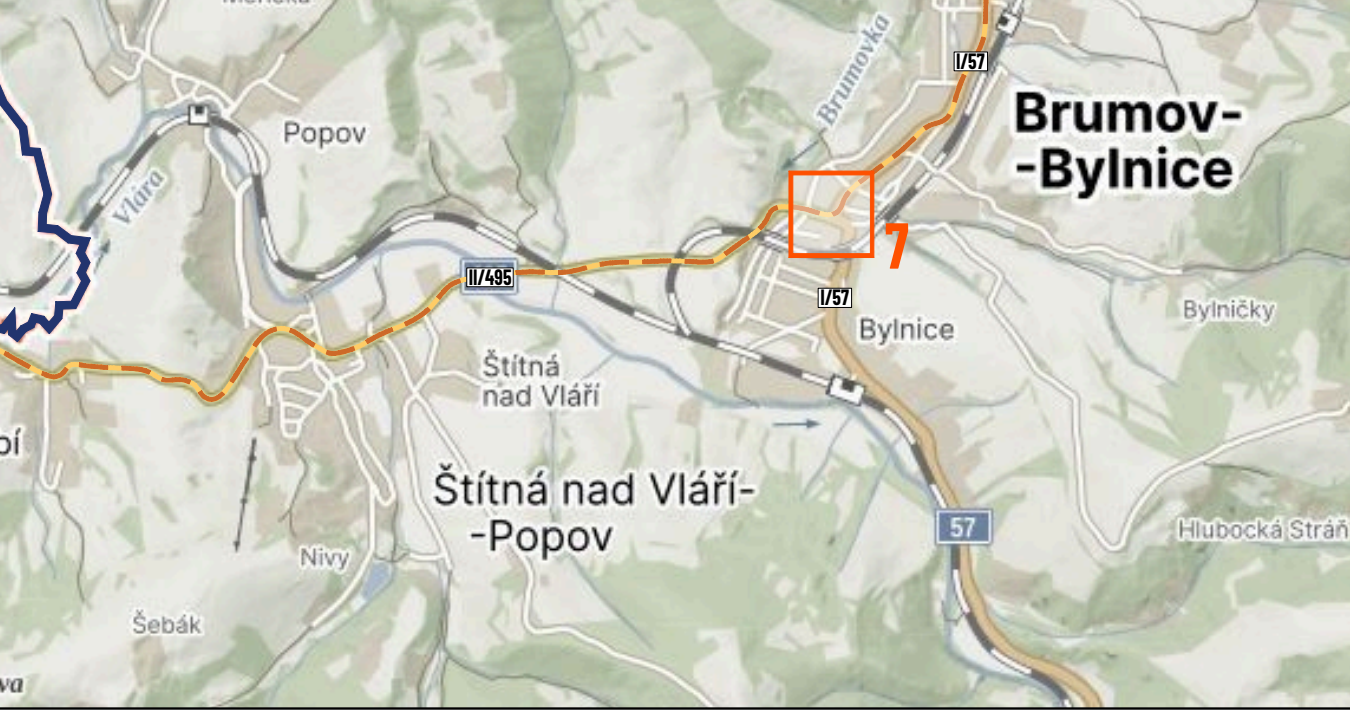 I/57
Brumovka
Brumov-
-Bylnice
Popov
Vlára
7
II/495
I/57
Bylničky
Bylnice
Štítná
nad Vláří
Štítná nad Vláří-
-Popov
57
Hlubocká Stráň
Nivy
Šebák